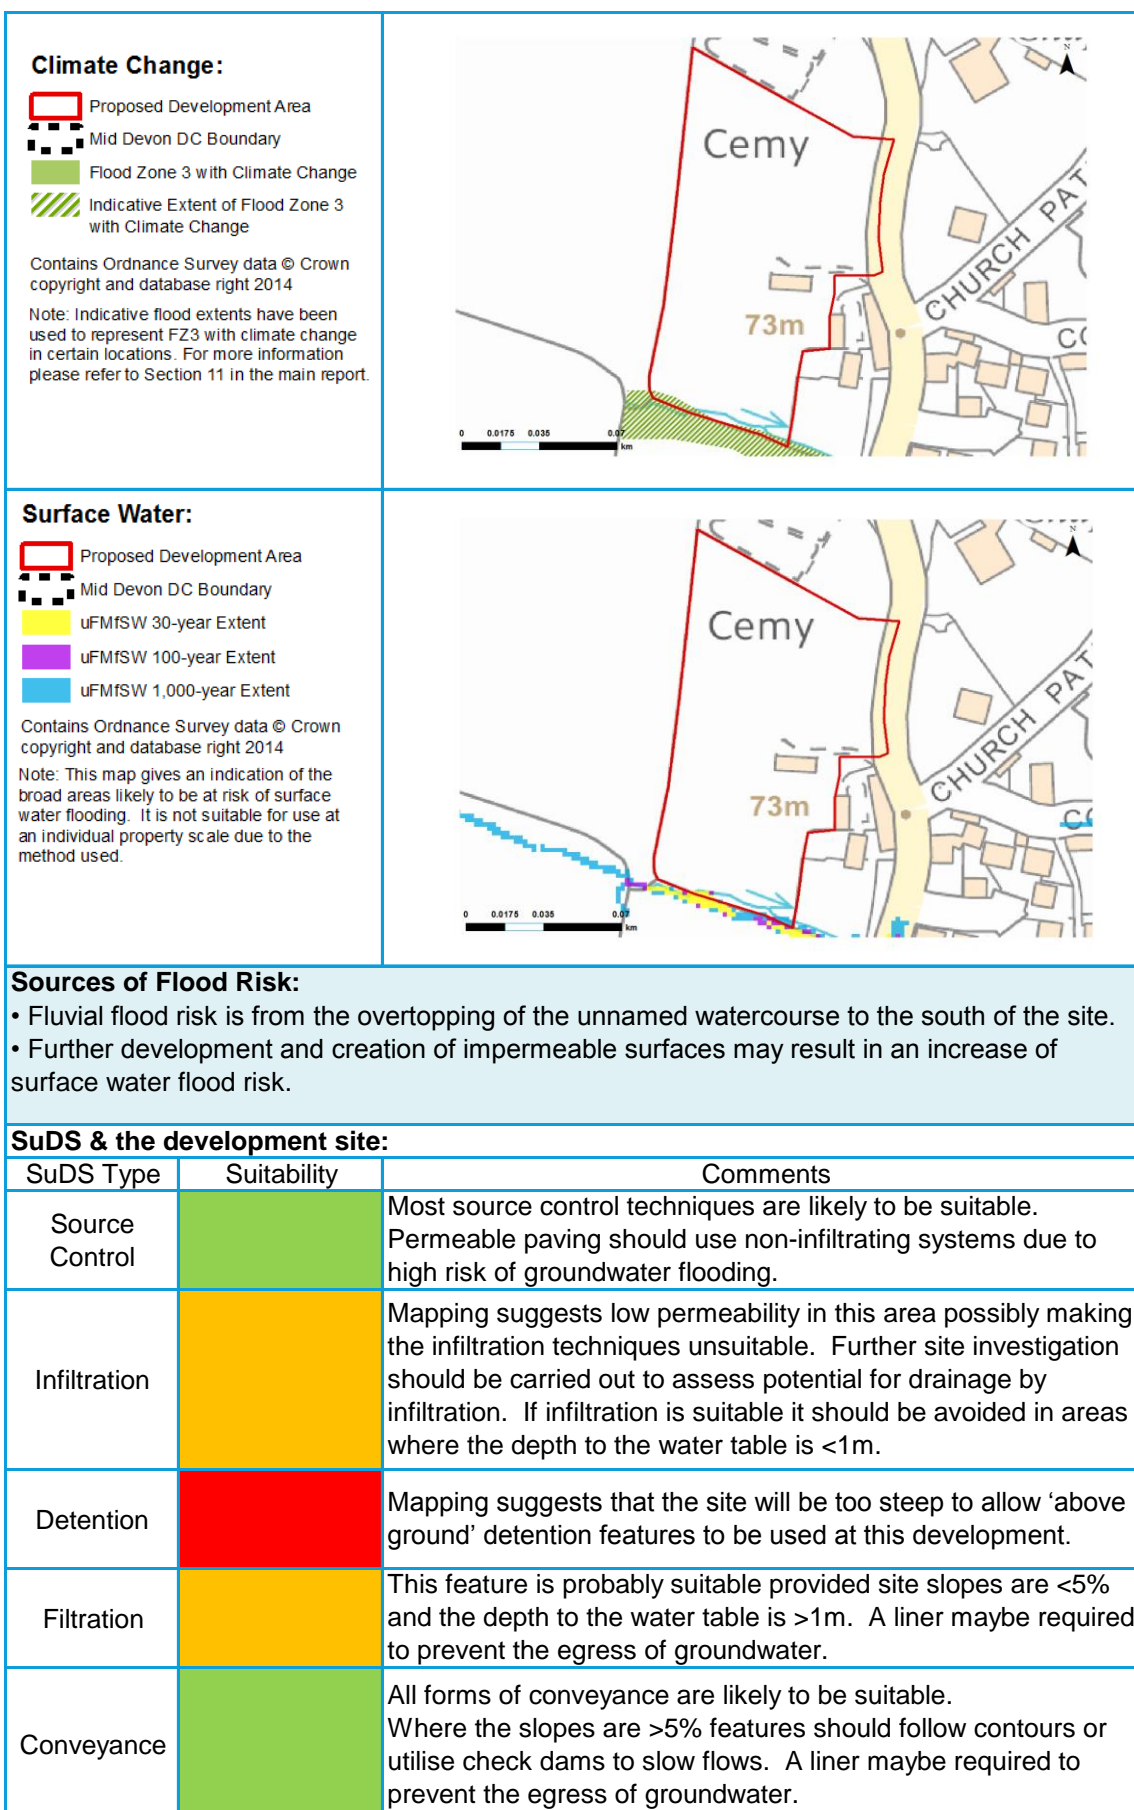 Climate Change:
Proposed Development Area
Mid Devon DC Boundary
Flood Zone 3 with Climate Change
Indicative Extent of Flood Zone 3
with Climate Change
Contains Ordnance Survey data © Crown
copyright and database right 2014
Note: Indicative flood extents have been
used to represent FZ3 with climate change
in certain locations. For more information
please refer to Section 11 in the main report.
N
Cemy
CHURCH PAT
73m
0 0.0175 0.035 0.07
km
Surface Water:
Proposed Development Area
Mid Devon DC Boundary
uFMfSW 30-year Extent
uFMfSW 100-year Extent
uFMfSW 1,000-year Extent
Contains Ordnance Survey data © Crown
copyright and database right 2014
Note: This map gives an indication of the
broad areas likely to be at risk of surface
water flooding. It is not suitable for use at
an individual property scale due to the
method used.
N
Cemy
CHURCH PAT
73m
0 0.0175 0.035 0.07
km
Sources of Flood Risk:
• Fluvial flood risk is from the overtopping of the unnamed watercourse to the south of the site.
• Further development and creation of impermeable surfaces may result in an increase of
surface water flood risk.
SuDS & the development site:
SuDS Type Suitability Comments
Source
Control
Most source control techniques are likely to be suitable.
Permeable paving should use non-infiltrating systems due to
high risk of groundwater flooding.
Infiltration
Mapping suggests low permeability in this area possibly making
the infiltration techniques unsuitable. Further site investigation
should be carried out to assess potential for drainage by
infiltration. If infiltration is suitable it should be avoided in areas
where the depth to the water table is <1m.
Detention
Mapping suggests that the site will be too steep to allow ‘above
ground’ detention features to be used at this development.
Filtration
This feature is probably suitable provided site slopes are <5%
and the depth to the water table is >1m. A liner maybe required
to prevent the egress of groundwater.
Conveyance
All forms of conveyance are likely to be suitable.
Where the slopes are >5% features should follow contours or
utilise check dams to slow flows. A liner maybe required to
prevent the egress of groundwater.